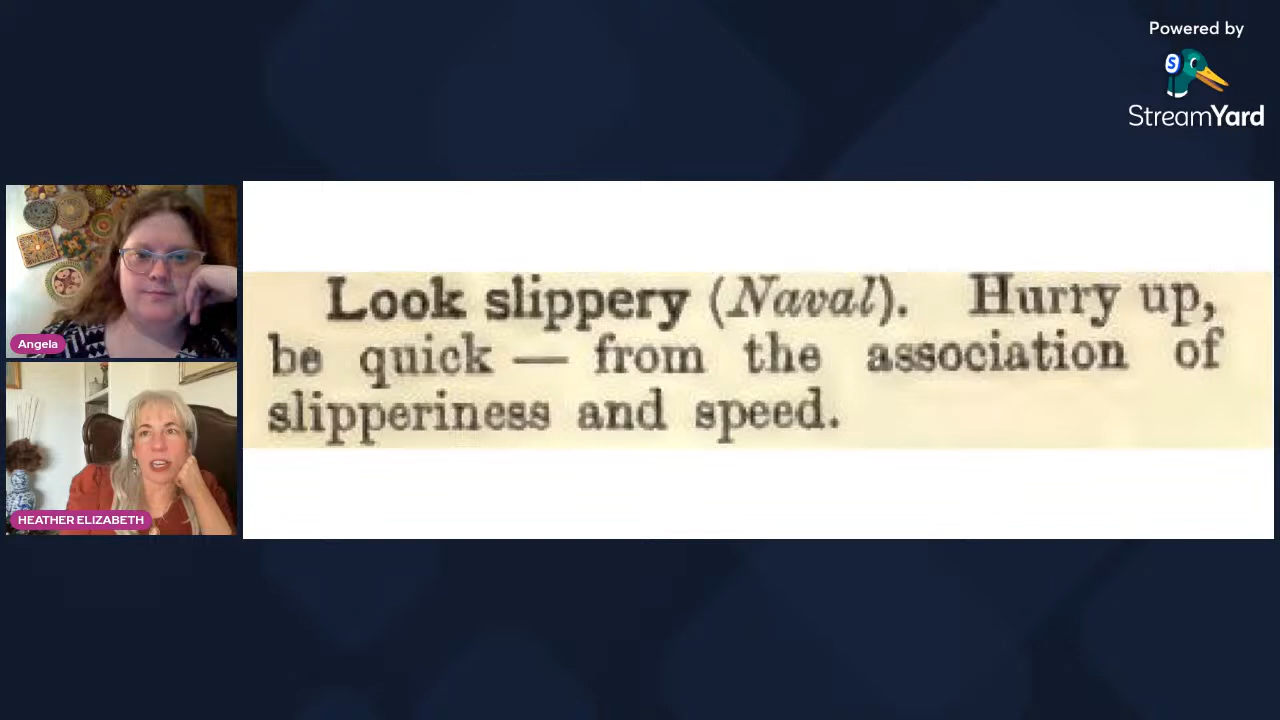 Powered by
S
StreamYard
Angela
HEATHER ELIZABETH
Look slippery (Naval). Hurry up,
be quick — from the association of
slipperiness and speed.